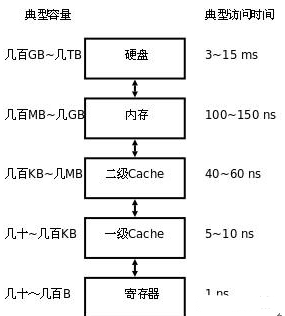 典型容量 典型访问时间
几百GB~几TB 硬盘 3~15 ms
几百MB~几GB 内存 100~150 ns
几百KB~几MB 二级Cache 40~60 ns
几十~几百KB 一级Cache 5~10 ns
几十~几百B 寄存器 1 ns